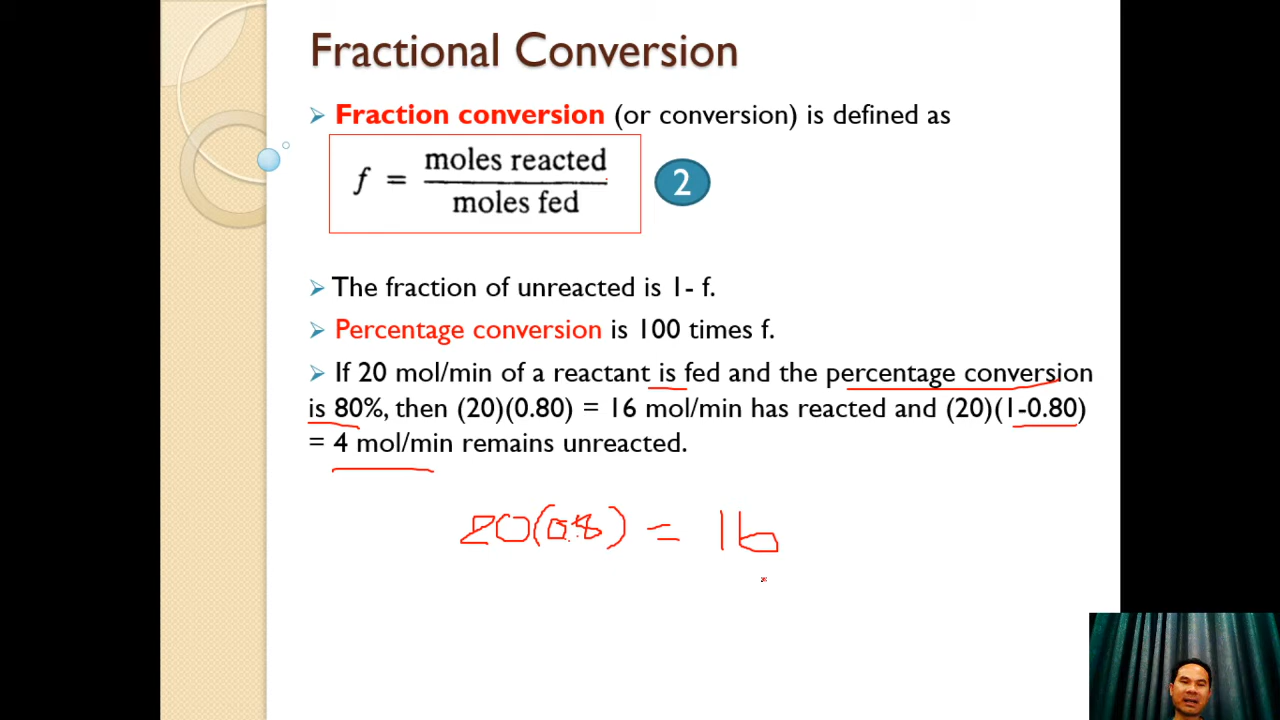 Fractional Conversion
➢ Fraction conversion (or conversion) is defined as
f = moles reacted / moles fed
2
➢ The fraction of unreacted is 1- f.
➢ Percentage conversion is 100 times f.
➢ If 20 mol/min of a reactant is fed and the percentage conversion
is 80%, then (20)(0.80) = 16 mol/min has reacted and (20)(1-0.80)
= 4 mol/min remains unreacted.
20(0.8) = 16